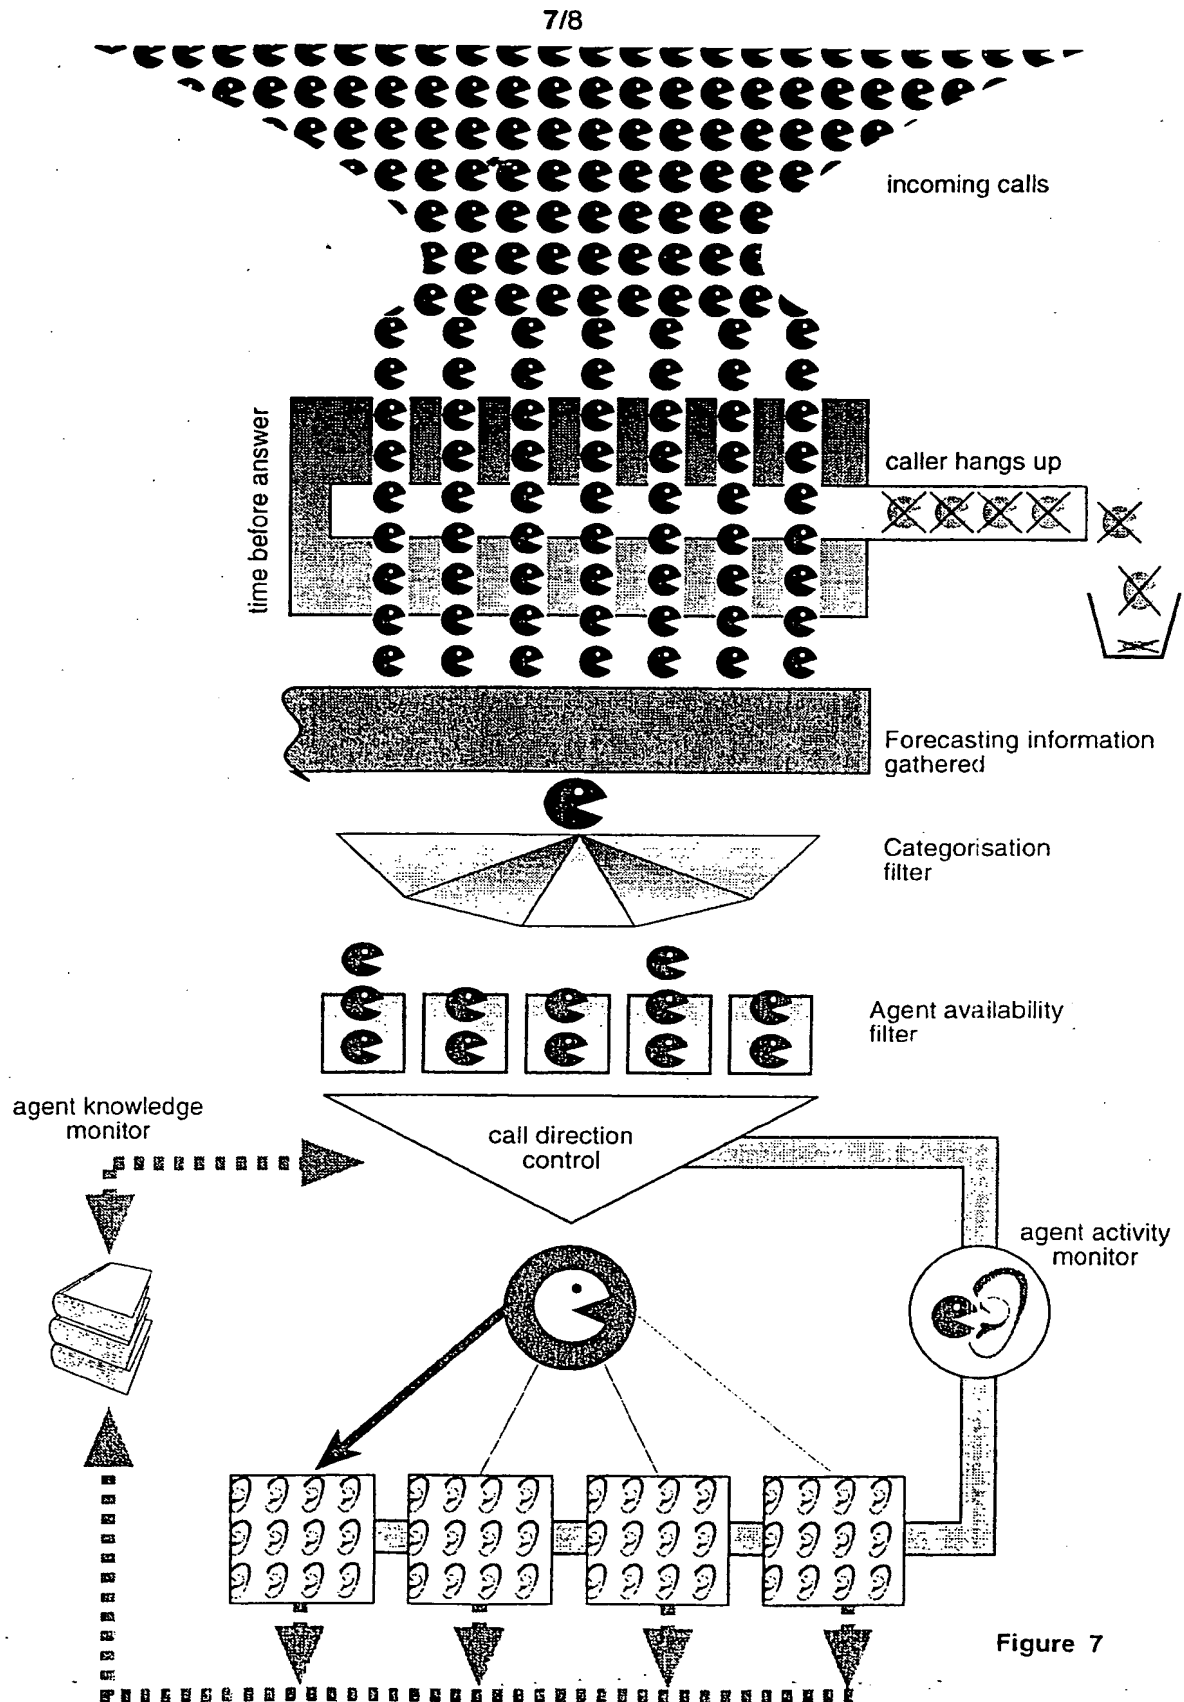 7/8
incoming calls
time before answer
caller hangs up
Forecasting information
gathered
Categorisation
filter
Agent availability
filter
agent knowledge
monitor
call direction
control
agent activity
monitor
Figure 7